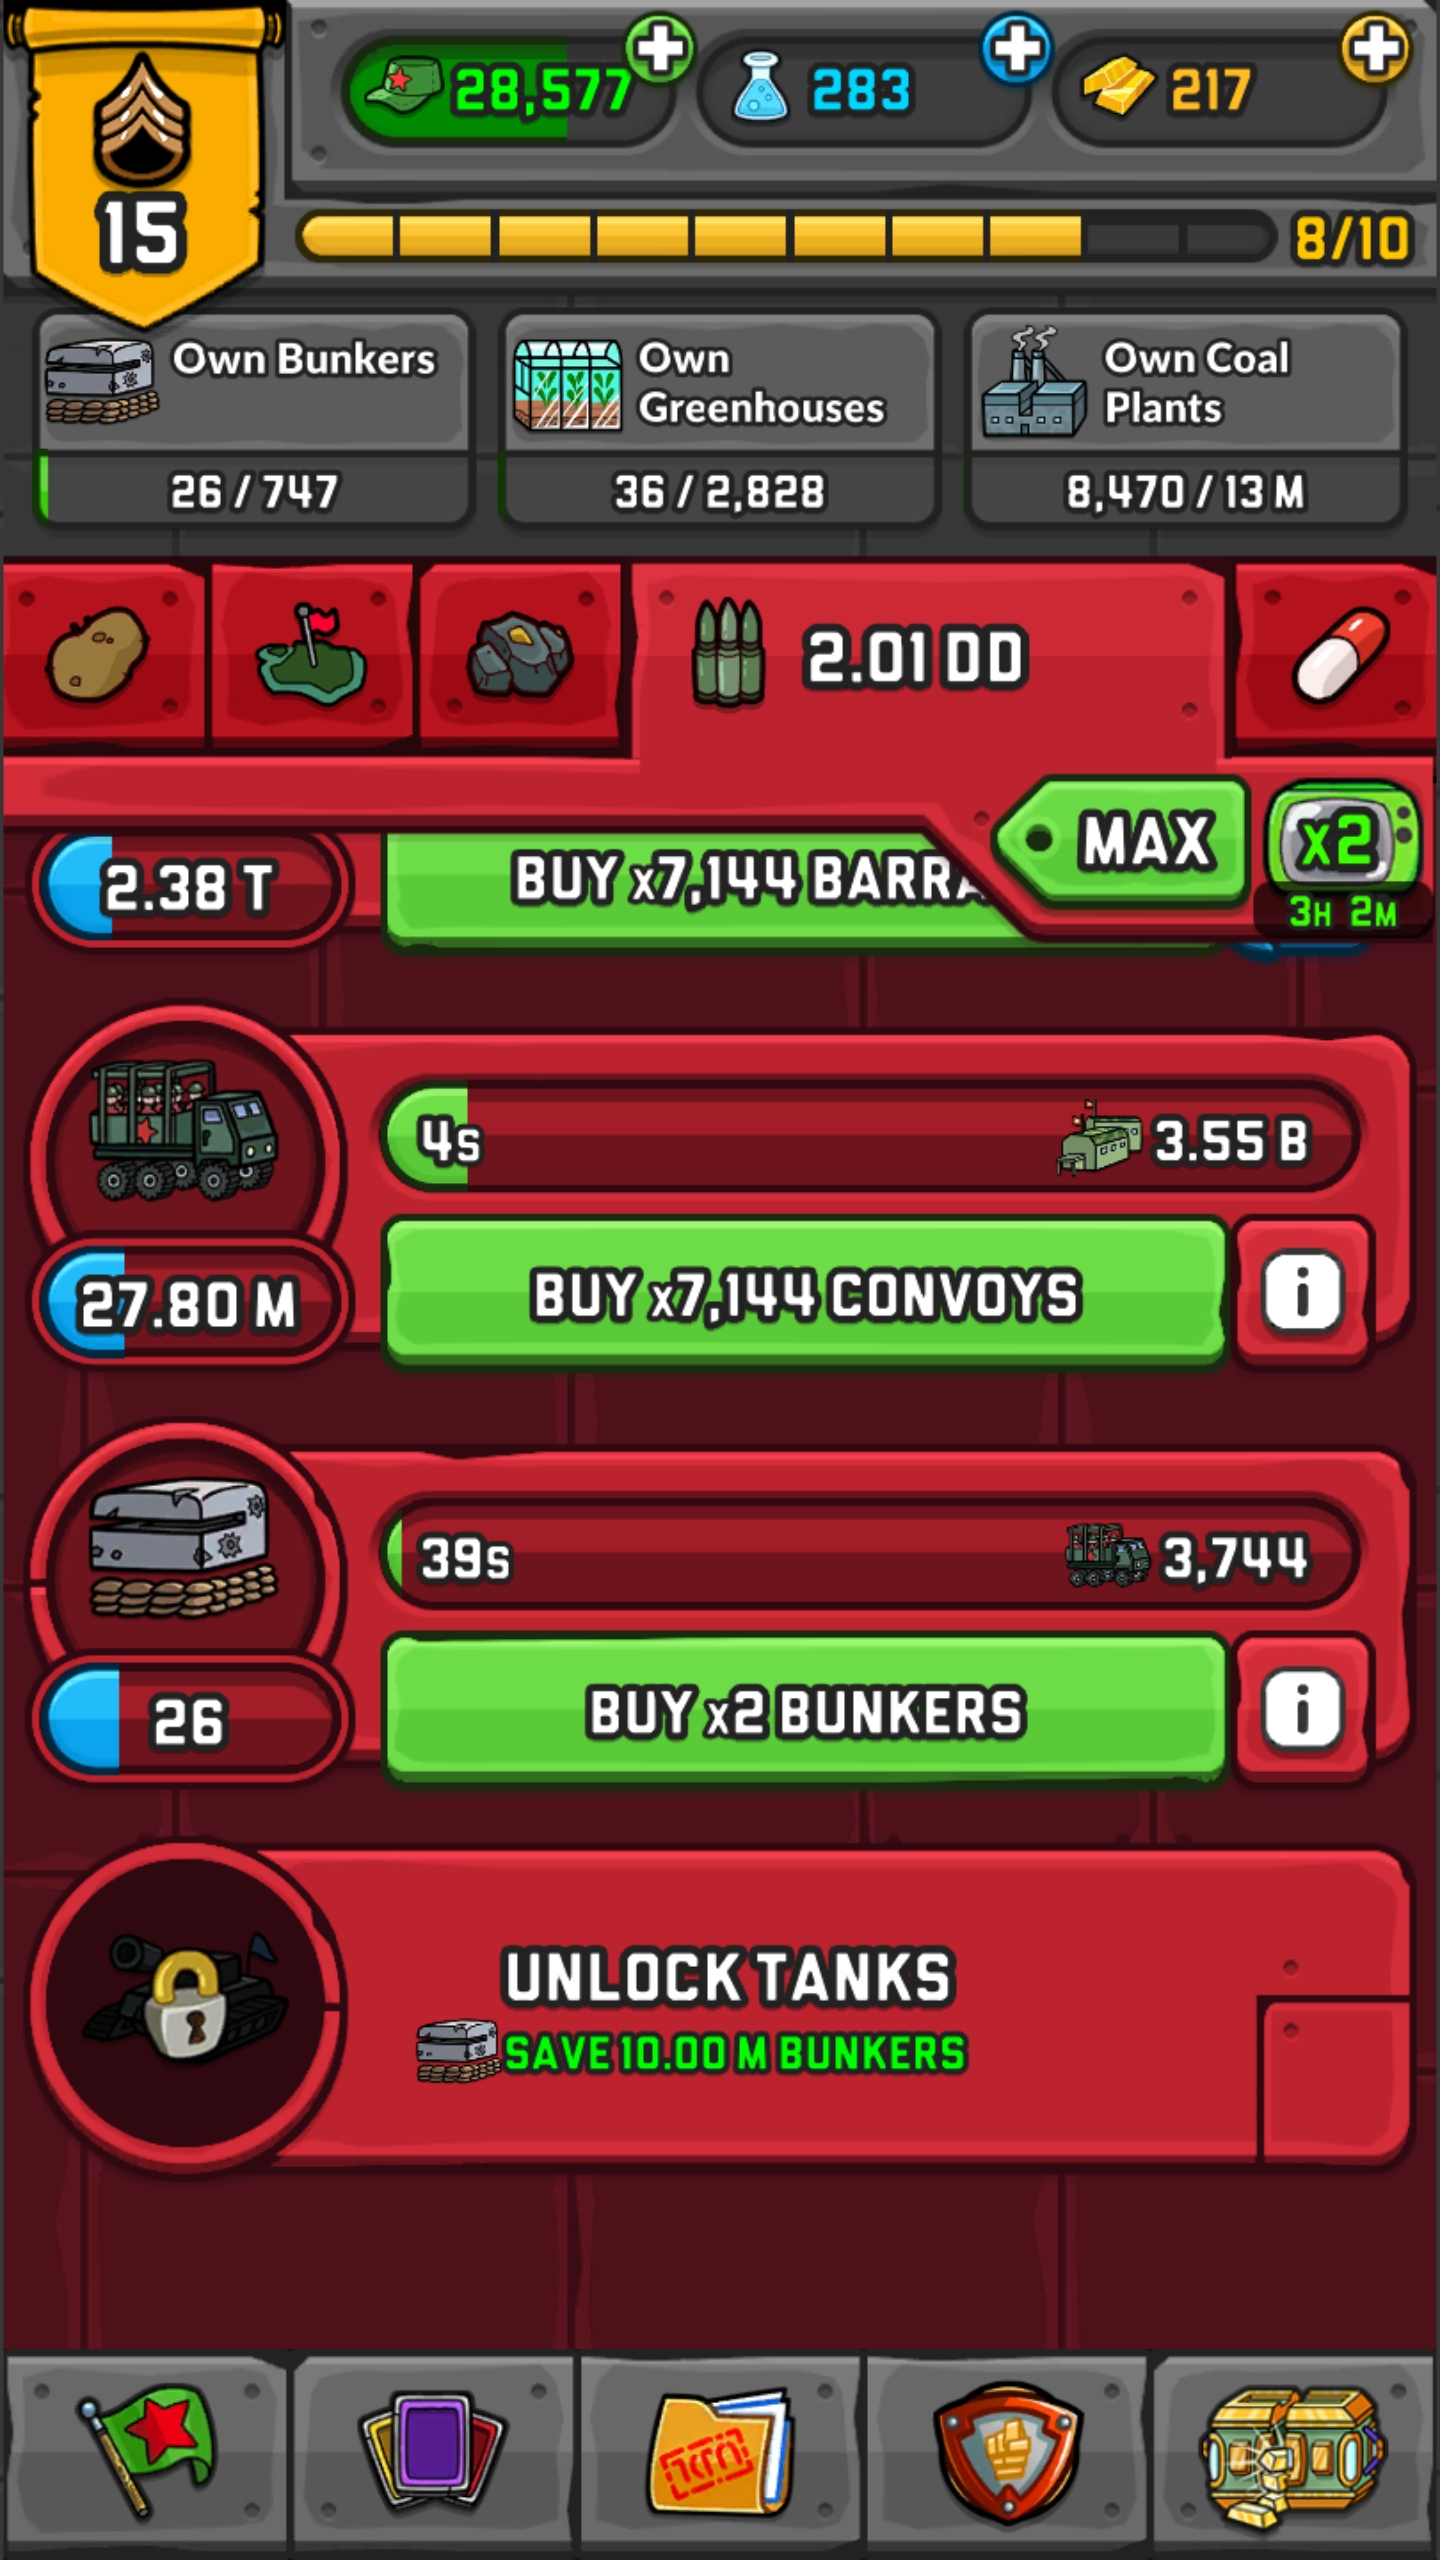 28,577
283
217
15
8/10
Own Bunkers
26 / 747
Own
Greenhouses
36 / 2,828
Own Coal
Plants
8,470 / 13 M
2.01 DD
MAX
x2
3H 2M
2.38 T
BUY x7,144 BARRA
4s
3.55 B
27.80 M
BUY x7,144 CONVOYS
i
39s
3,744
26
BUY x2 BUNKERS
i
UNLOCK TANKS
SAVE 10.00 M BUNKERS